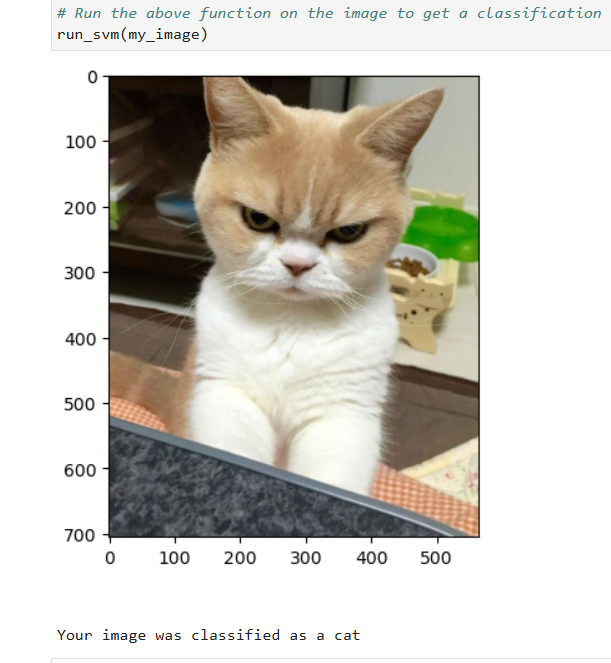 # Run the above function on the image to get a classification
run_svm(my_image)
0
100
200
300
400
500
600
700
0 100 200 300 400 500
Your image was classified as a cat